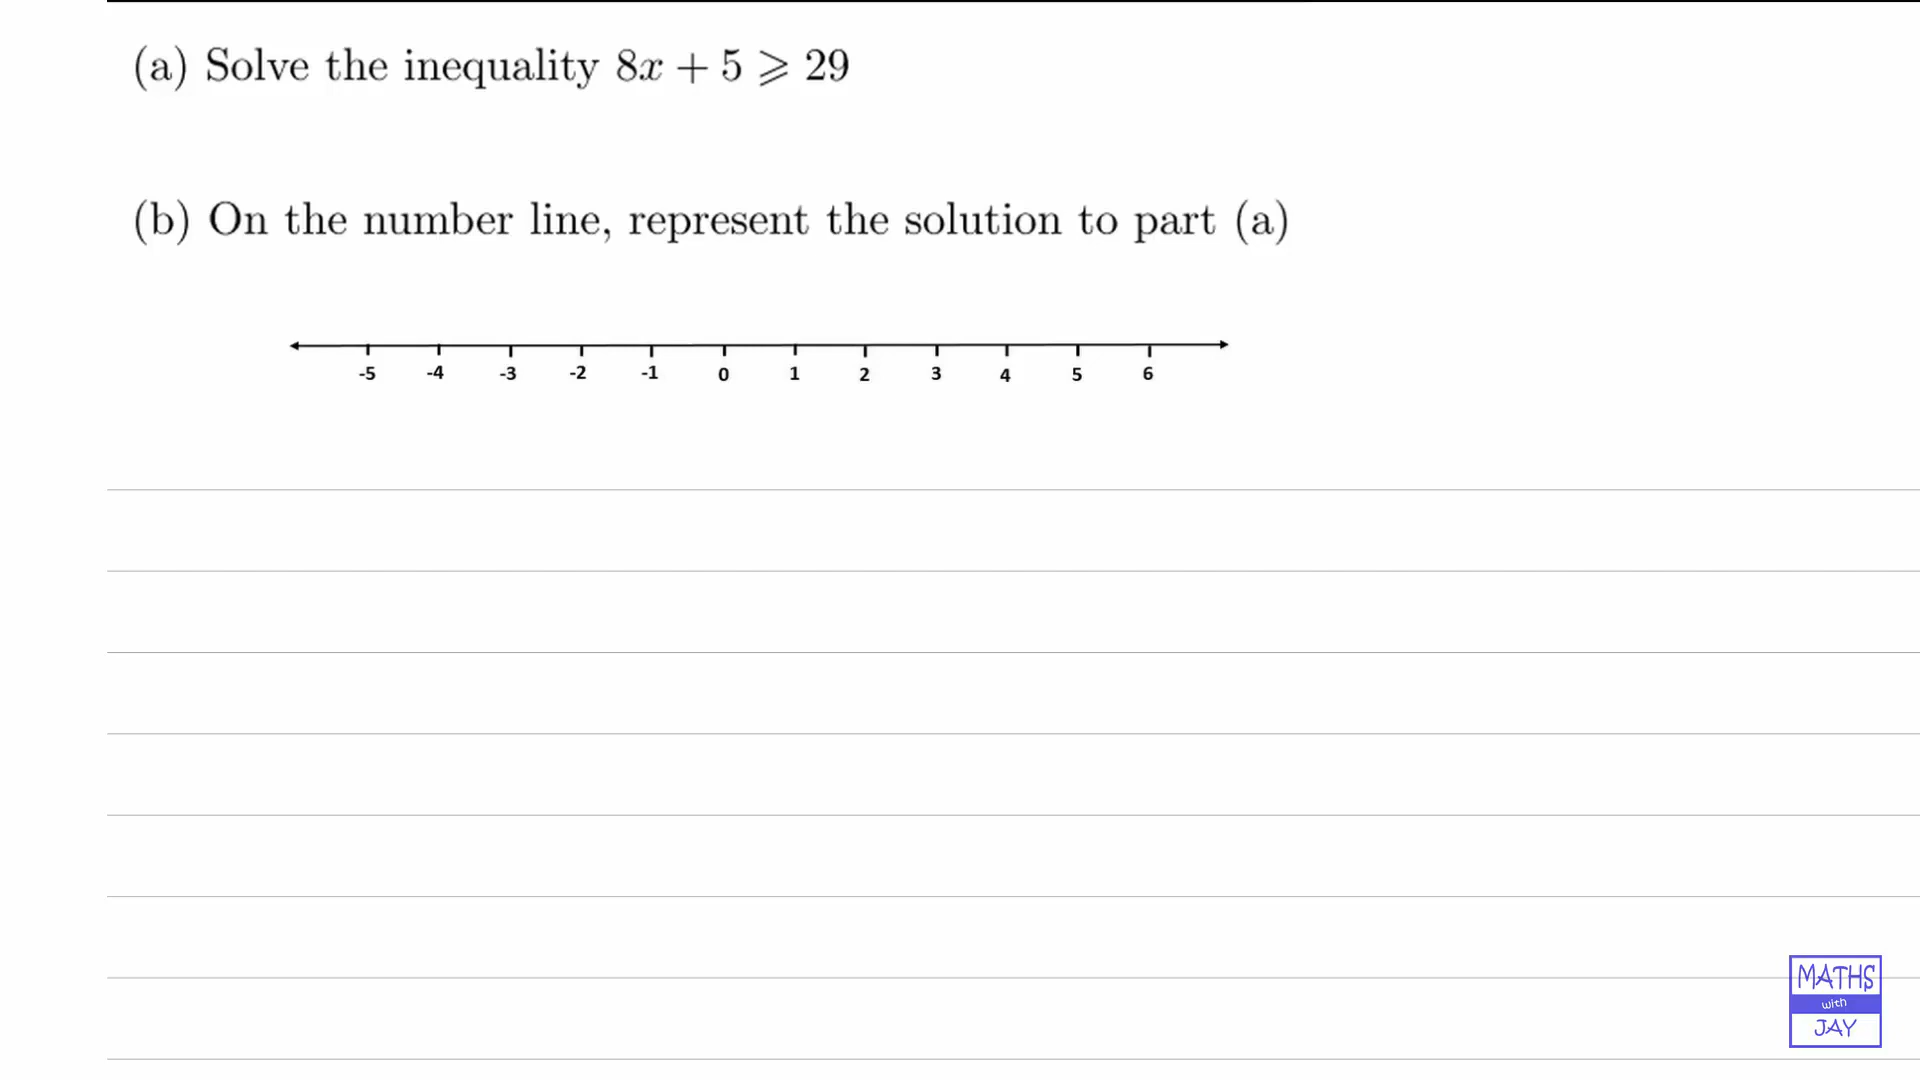 (a) Solve the inequality 8x + 5 ⩾ 29
(b) On the number line, represent the solution to part (a)
-5 -4 -3 -2 -1 0 1 2 3 4 5 6
MATHS
with
JAY